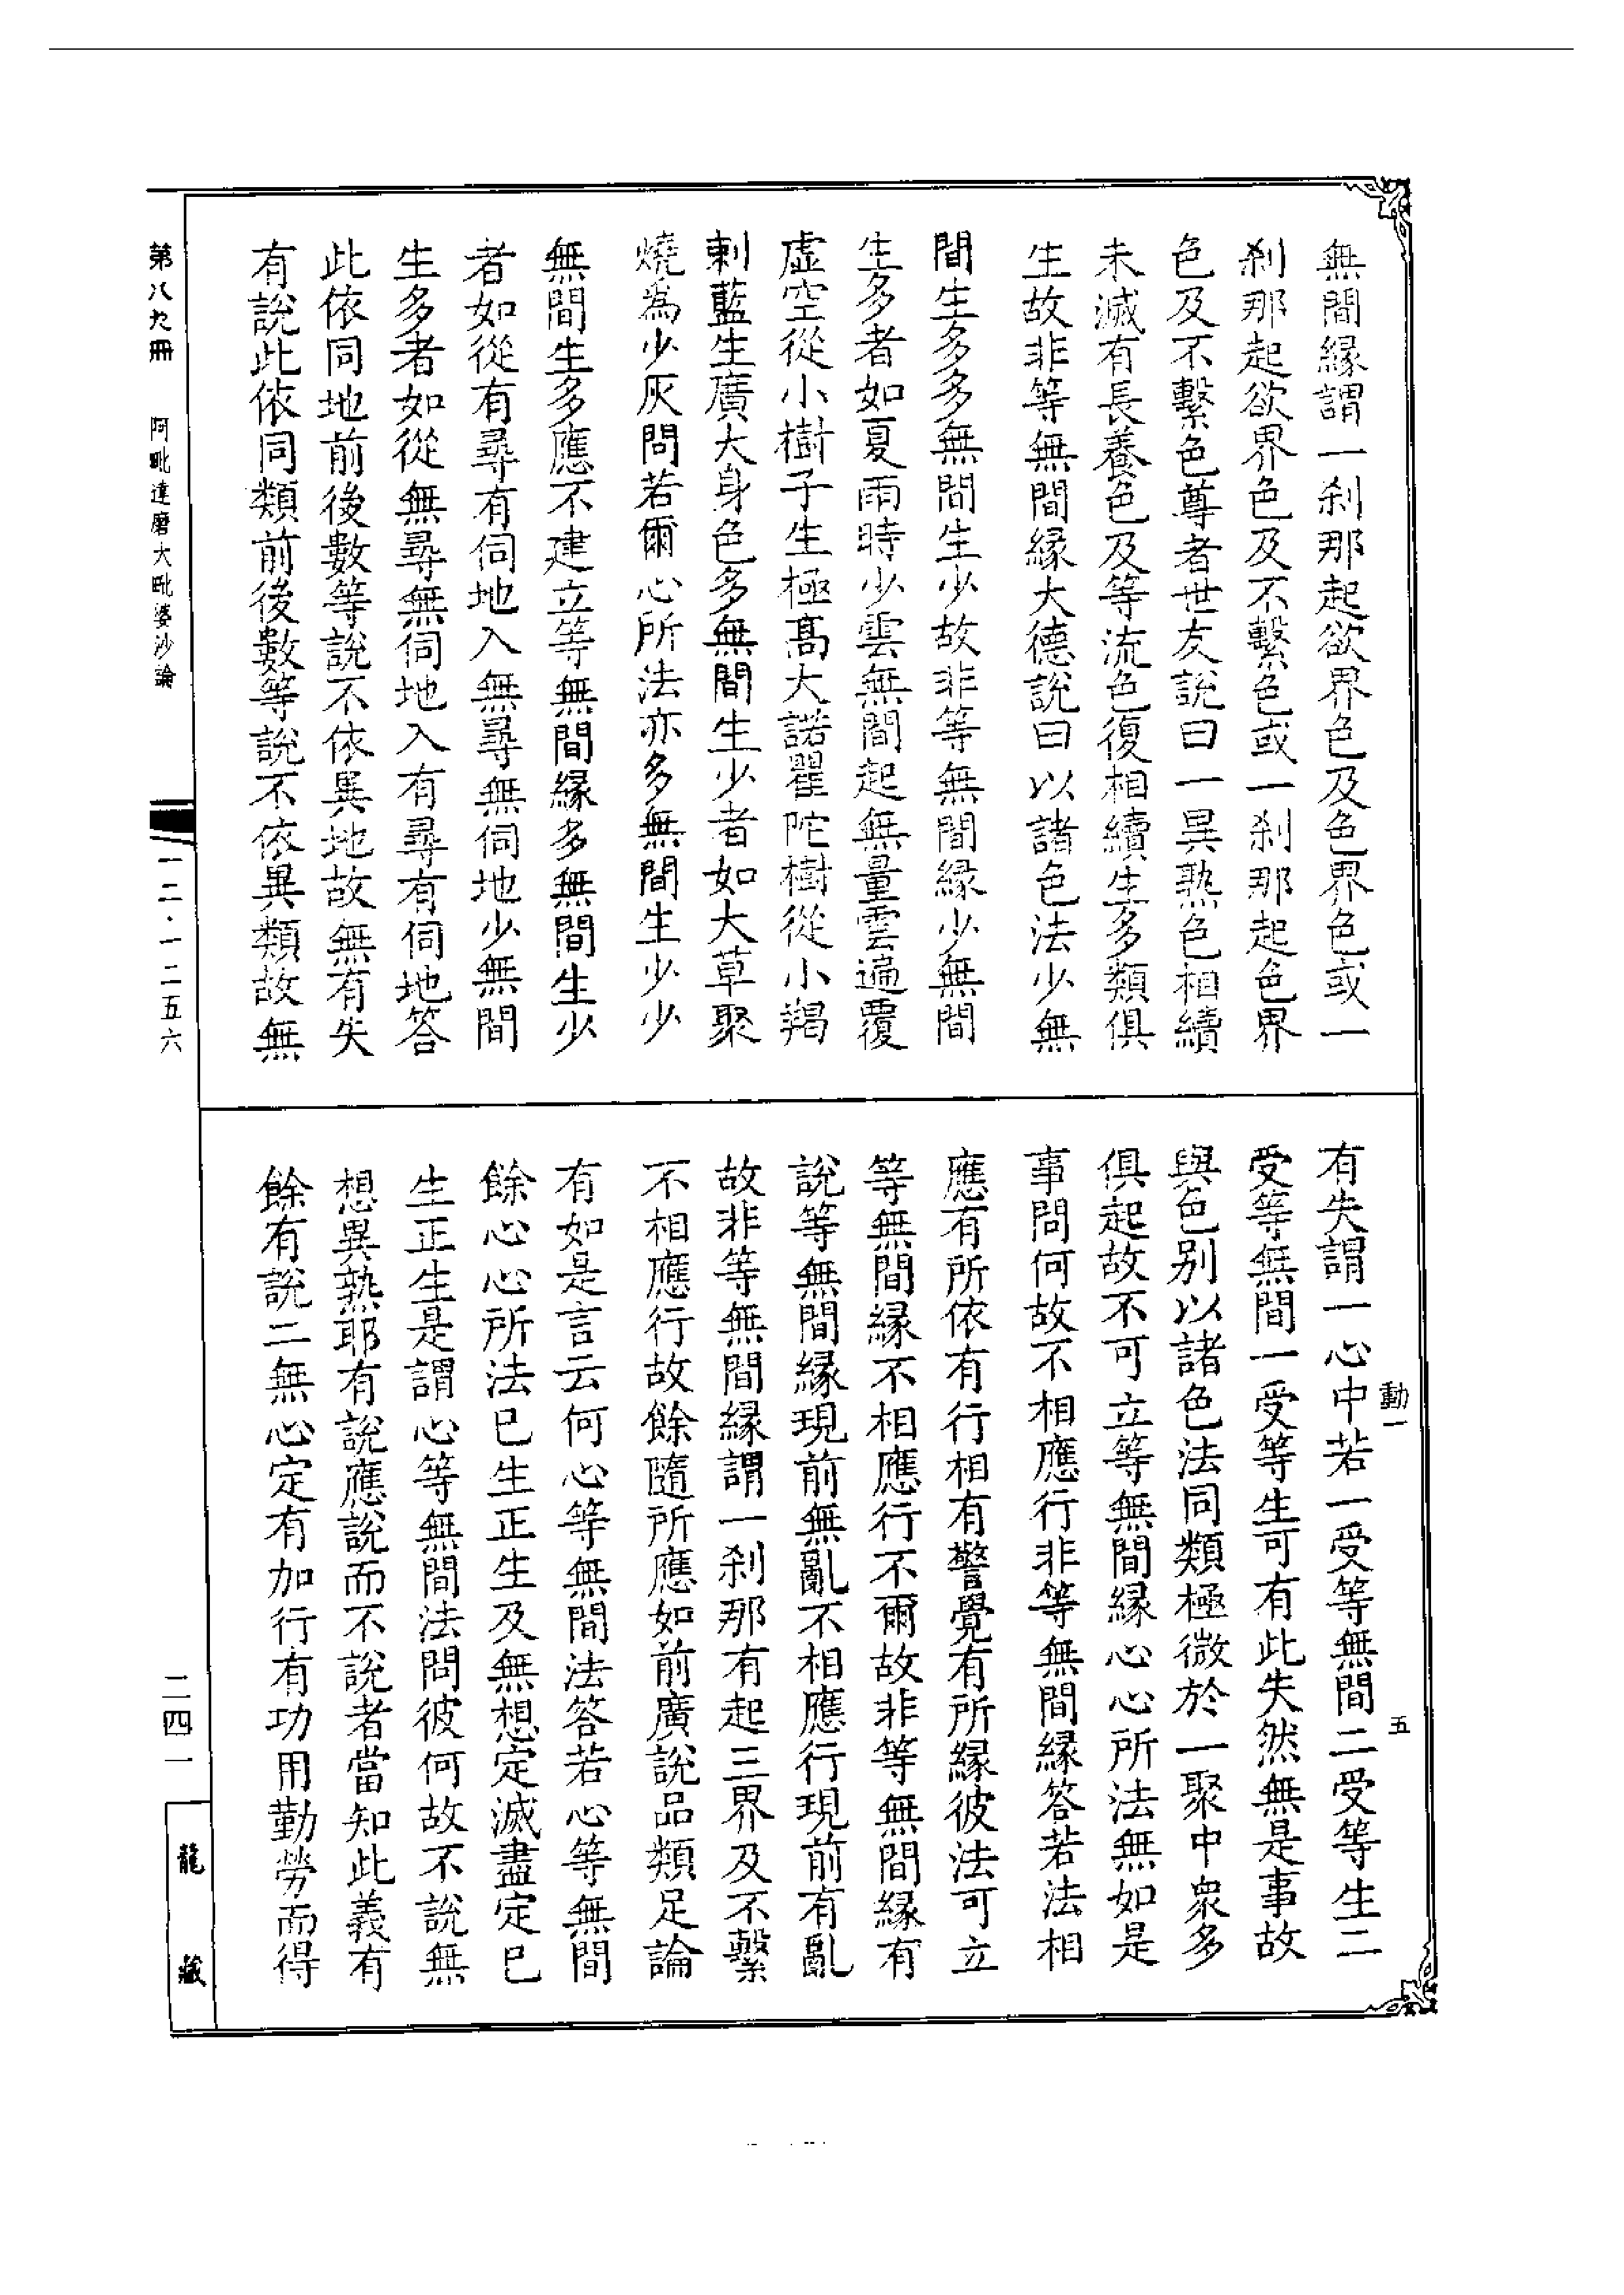 無間緣謂一刹那起欲界色及色界色或一
刹那起欲界色及不繫色或一刹那起色界
色及不繫色尊者世友說曰一異熟色相續
未滅有長養色及等流色復相續生多類俱
生故非等無間緣大德說曰以諸色法少無
間生多多無間生少故非等無間緣少無間
生多者如夏雨時少雲無間起無量雲遍覆
虛空從小樹子生極高大諾瞿陀樹從小羯
剌藍生廣大身色多無間生少者如大草聚
燒為少灰問若爾心所法亦多無間生少少
無間生多應不建立等無間緣多無間生少
者如從有尋有伺地入無尋無伺地少無間
生多者如從無尋無伺地入有尋有伺地答
此依同地前後數等說不依異地故無有失
有說此依同類前後數等說不依異類故無
有失謂一心中若一受等無間二受等生二
受等無間一受等生可有此失然無是事故
與色別以諸色法同類極微於一聚中衆多
俱起故不可立等無間緣心心所法無如是
事問何故不相應行非等無間緣答若法相
應有所依有行相有警覺有所緣彼法可立
等無間緣不相應行不爾故非等無間緣有
說等無間緣現前無亂不相應行現前有亂
故非等無間緣謂一刹那有起三界及不繫
不相應行故餘隨所應如前廣說品類足論
有如是言云何心等無間法答若心等無間
餘心心所法已生正生及無想定滅盡定已
生正生是謂心等無間法問彼何故不說無
想異熟耶有說應說而不說者當知此義有
餘有說二無心定有加行有功用勤勞而得
動一
五
第八九冊 阿毗達磨大毗婆沙論
一二·一二五六
二四一
龍藏